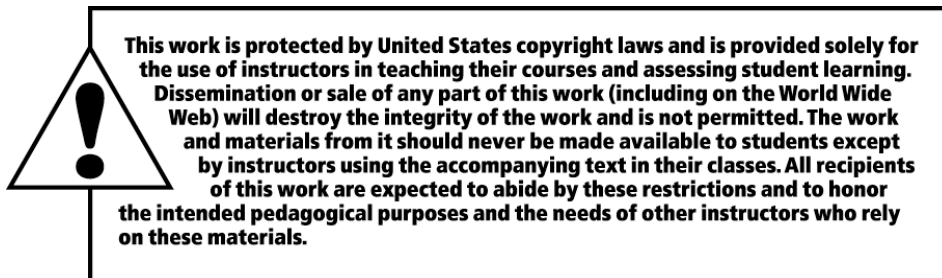 This work is protected by United States copyright laws and is provided solely for
the use of instructors in teaching their courses and assessing student learning.
Dissemination or sale of any part of this work (including on the World Wide
Web) will destroy the integrity of the work and is not permitted. The work
and materials from it should never be made available to students except
by instructors using the accompanying text in their classes. All recipients
of this work are expected to abide by these restrictions and to honor
the intended pedagogical purposes and the needs of other instructors who rely
on these materials.